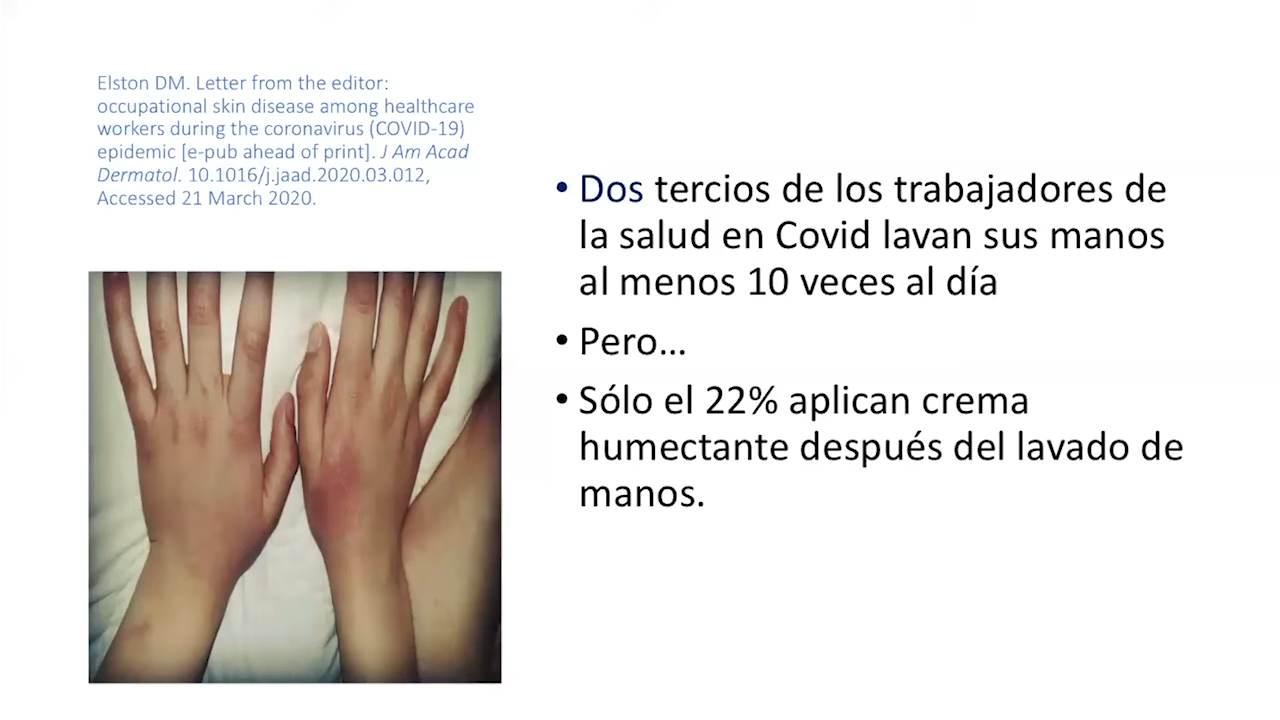 Elston DM. Letter from the editor:
occupational skin disease among healthcare
workers during the coronavirus (COVID-19)
epidemic [e-pub ahead of print]. J Am Acad
Dermatol. 10.1016/j.jaad.2020.03.012,
Accessed 21 March 2020.
• Dos tercios de los trabajadores de
la salud en Covid lavan sus manos
al menos 10 veces al día
• Pero...
• Sólo el 22% aplican crema
humectante después del lavado de
manos.